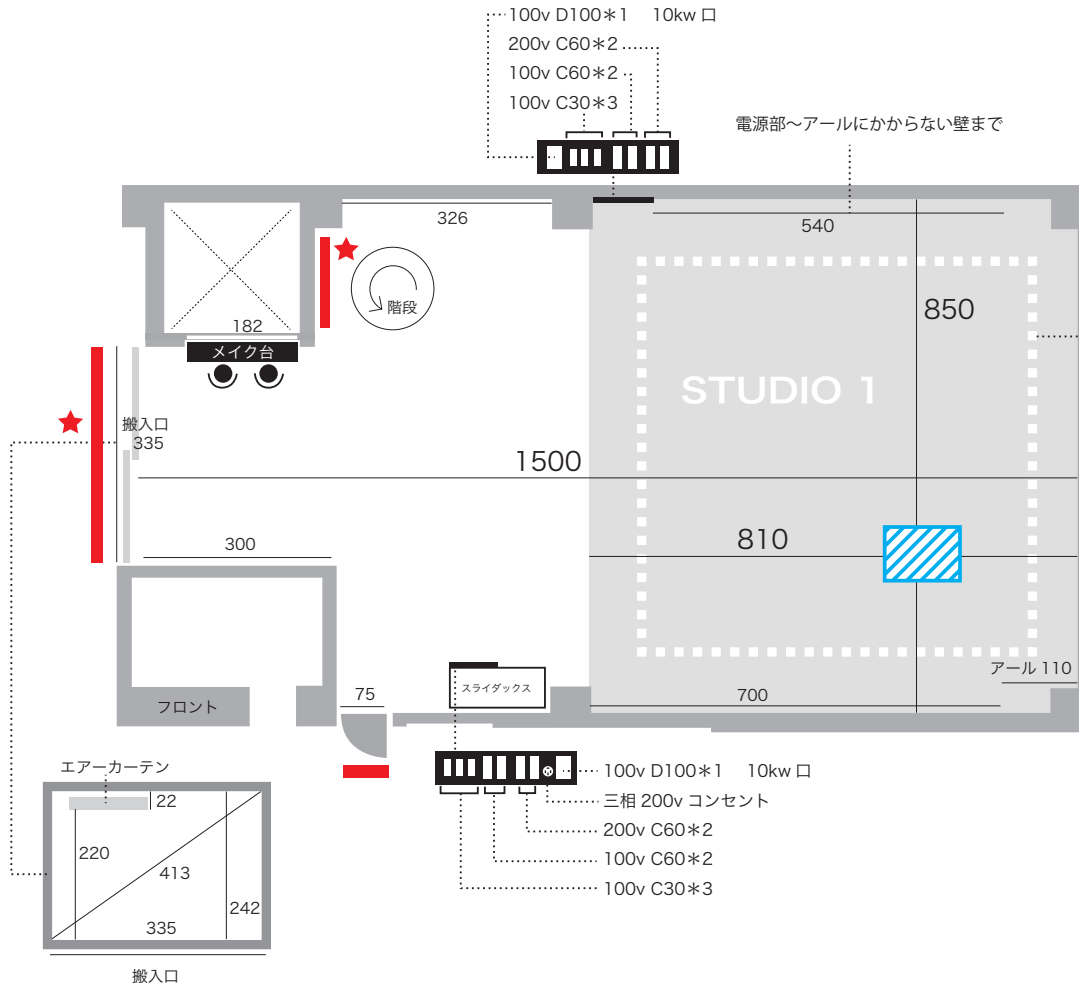 100v D100＊1　10kw 口
200v C60＊2
100v C60＊2
100v C30＊3
電源部〜アールにかからない壁まで
326
540
850
階段
182
メイク台
STUDIO 1
搬入口
335
1500
300
810
アール 110
スライダックス
75
700
フロント
エアーカーテン
22
220
413
242
335
搬入口
100v D100＊1　10kw 口
三相 200v コンセント
200v C60＊2
100v C60＊2
100v C30＊3